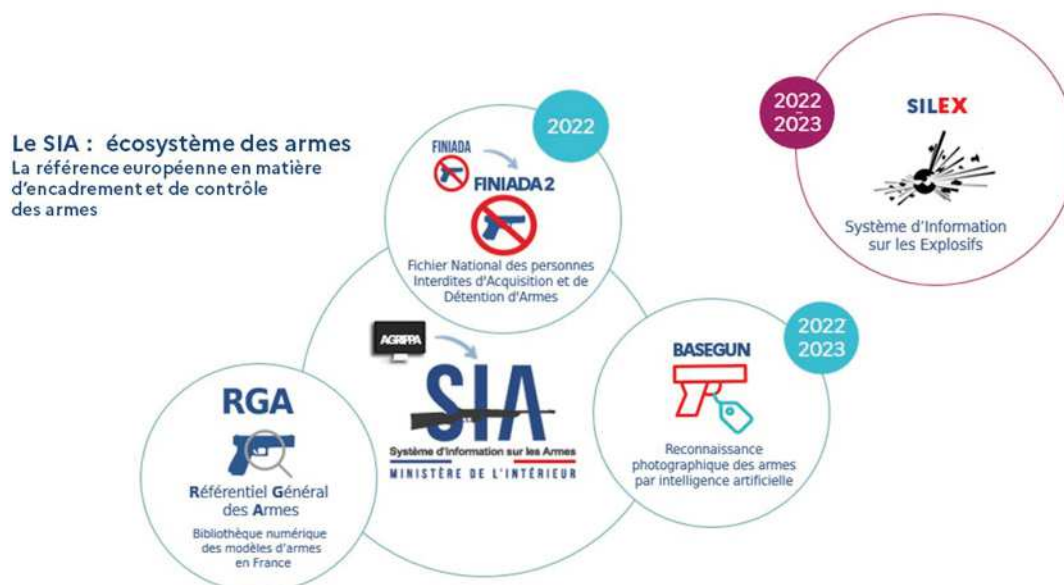 Le SIA : écosystème des armes
La référence européenne en matière
d'encadrement et de contrôle
des armes
2022
FINIADA
FINIADA 2
Fichier National des personnes
Interdites d'Acquisition et de
Détention d'Armes
2022
2023
SILEX
Système d'Information
sur les Explosifs
AGRIPPA
SIA
Système d'Information sur les Armes
MINISTÈRE DE L'INTÉRIEUR
2022
2023
BASEGUN
Reconnaissance
photographique des armes
par intelligence artificielle
RGA
Référentiel Général
des Armes
Bibliothèque numérique
des modèles d'armes
en France